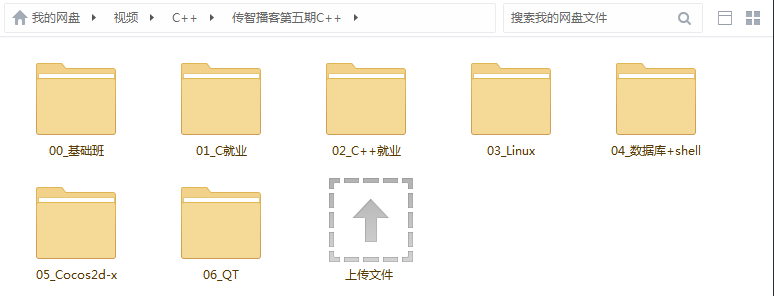 我的网盘 视频 C++ 传智播客第五期C++ 搜索我的网盘文件
00_基础班 01_C就业 02_C++就业 03_Linux 04_数据库+shell
05_Cocos2d-x 06_QT 上传文件